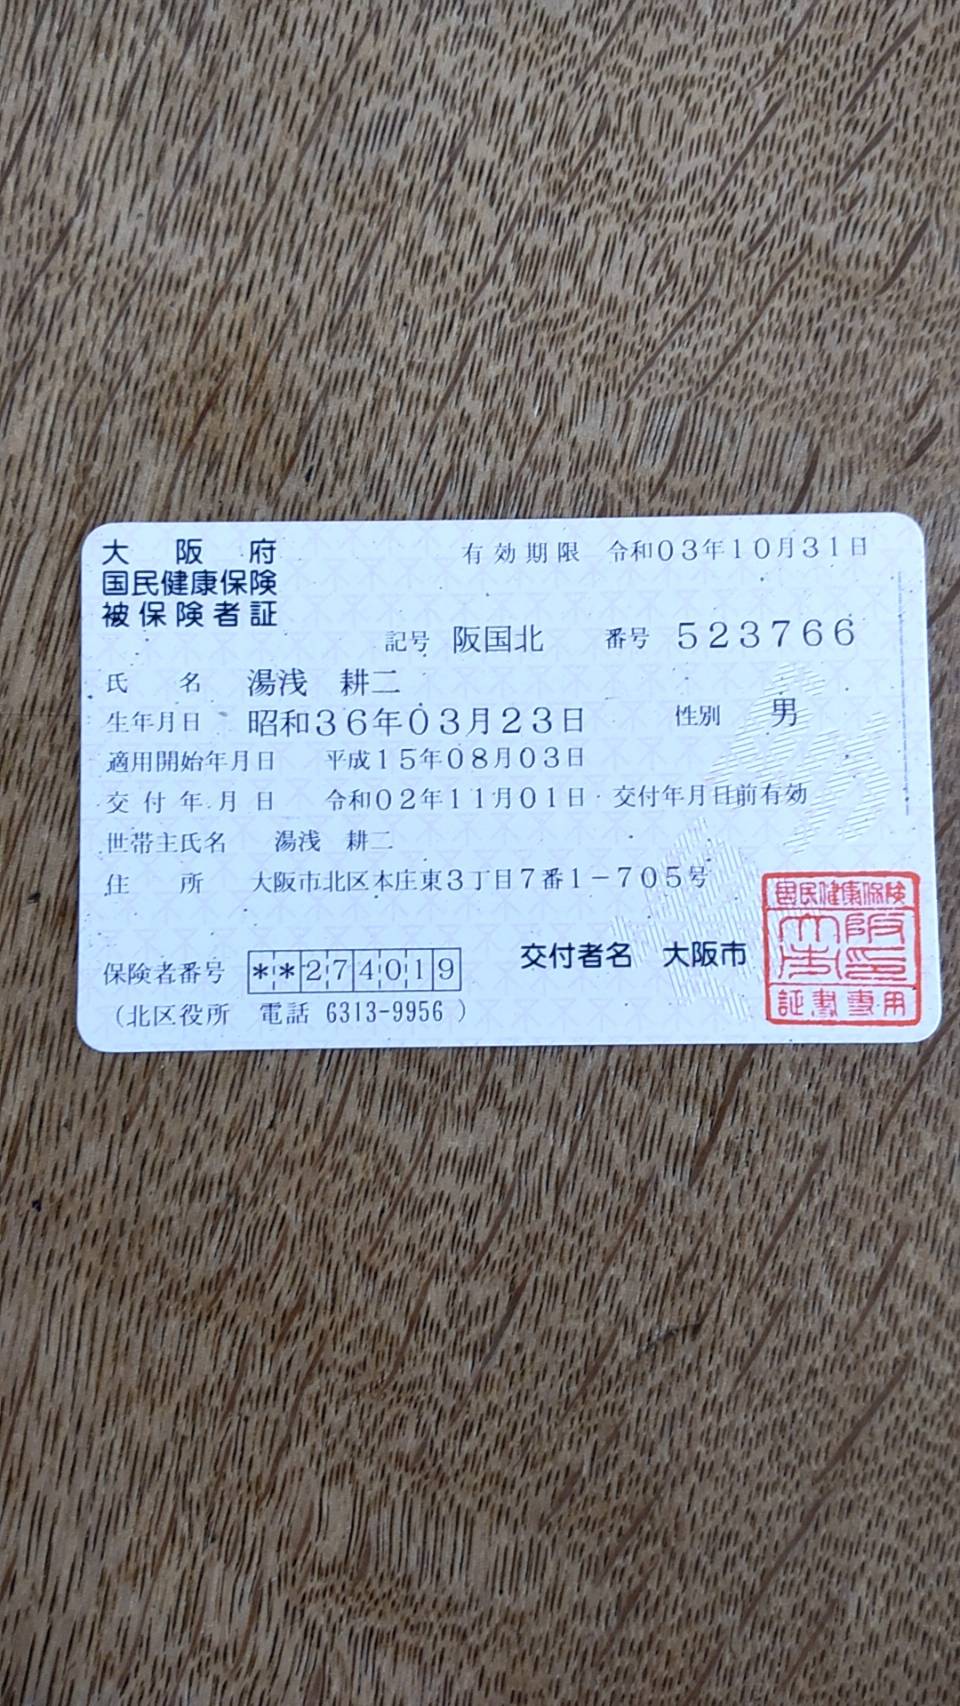 大阪府
国民健康保険
被保険者証
有効期限 令和03年10月31日
記号 阪国北 番号 523766
氏名 湯浅 耕二
生年月日 昭和36年03月23日 性別 男
適用開始年月日 平成15年08月03日
交付年月日 令和02年11月01日 交付年月日前有効
世帯主氏名 湯浅 耕二
住所 大阪市北区本庄東3丁目7番1-705号
保険者番号 **274019
交付者名 大阪市
(北区役所 電話 6313-9956)
国民健康保険
大阪
市印
証書専用